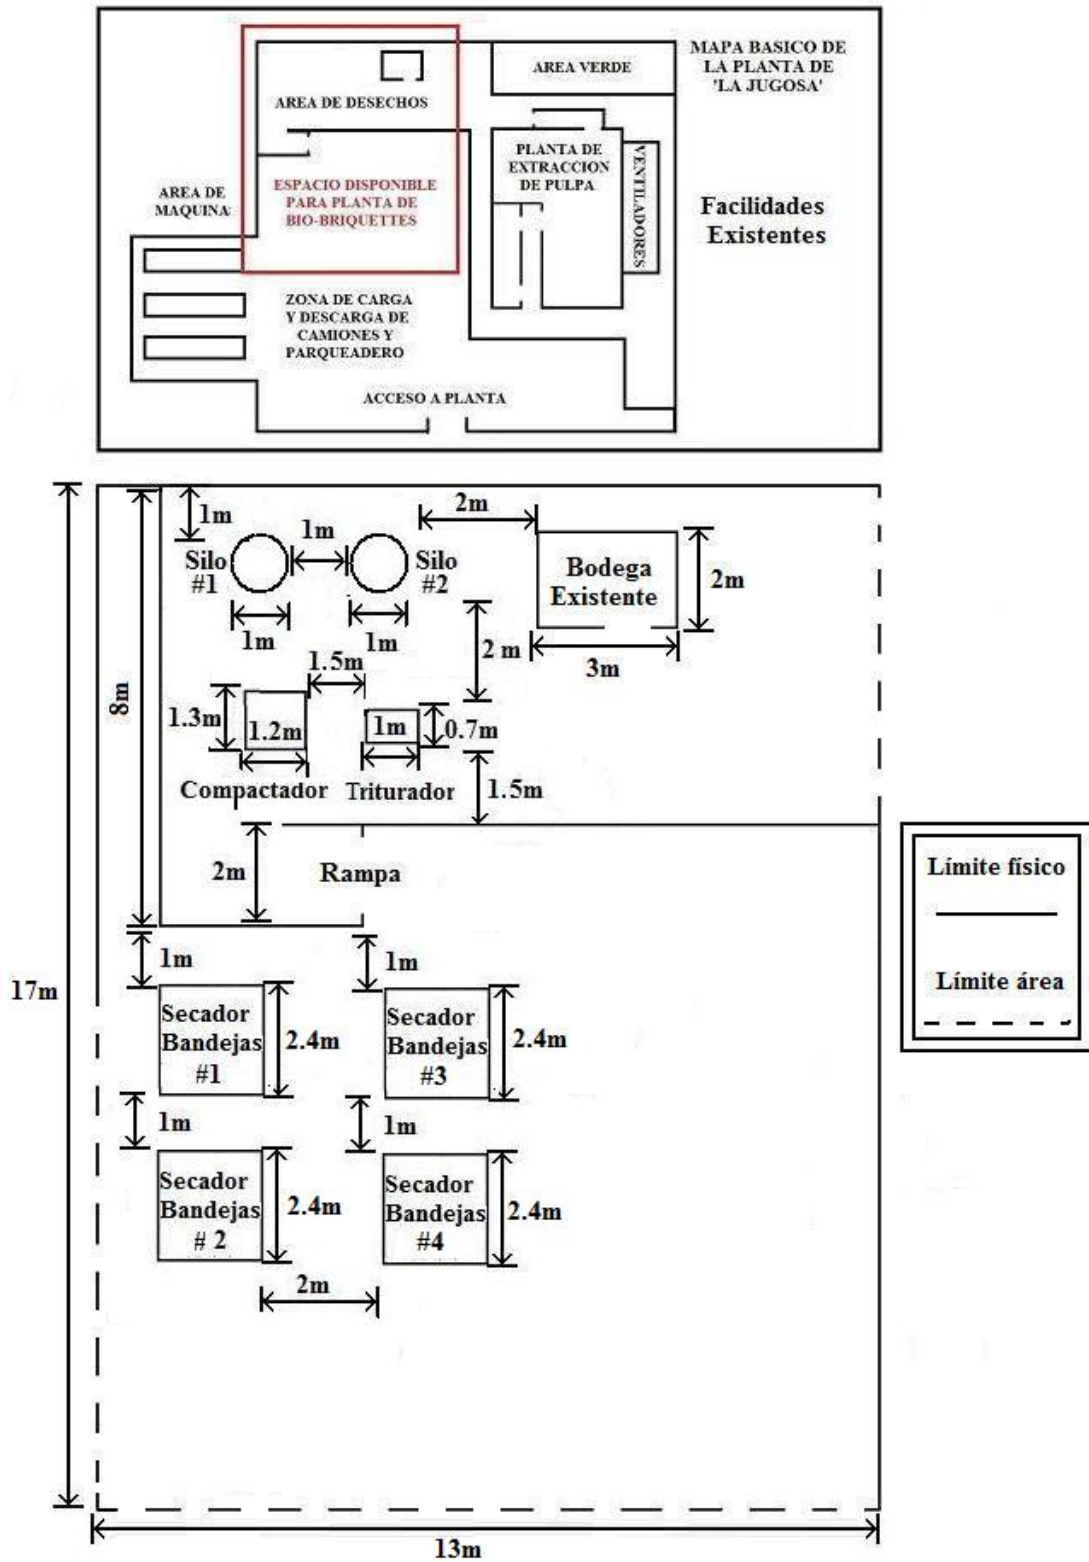 MAPA BASICO DE
LA PLANTA DE
'LA JUGOSA'
AREA VERDE
AREA DE DESECHOS
PLANTA DE
EXTRACCION
DE PULPA
VENTILADORES
ESPACIO DISPONIBLE
PARA PLANTA DE
BIO-BRIQUETTES
AREA DE
MAQUINA
Facilidades
Existentes
ZONA DE CARGA
Y DESCARGA DE
CAMIONES Y
PARQUEADERO
ACCESO A PLANTA
1m
1m
2m
Silo
#1
Silo
#2
Bodega
Existente
2m
1m
1m
2 m
3m
1.5m
8m
1.3m
1.2m
1m
0.7m
Compactador
Triturador
1.5m
2m
Rampa
Límite físico
Límite área
17m
1m
1m
Secador
Bandejas
#1
2.4m
Secador
Bandejas
#3
2.4m
1m
1m
Secador
Bandejas
# 2
2.4m
Secador
Bandejas
#4
2.4m
2m
13m